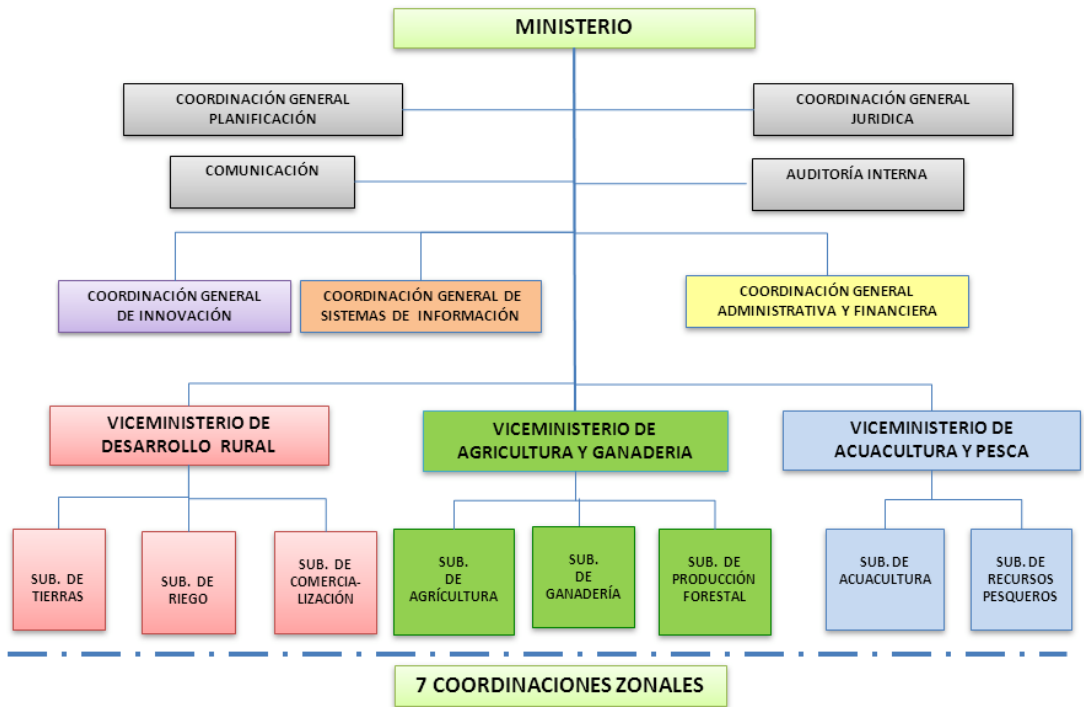 MINISTERIO
COORDINACIÓN GENERAL
PLANIFICACIÓN
COORDINACIÓN GENERAL
JURIDICA
COMUNICACIÓN
AUDITORÍA INTERNA
COORDINACIÓN GENERAL
DE INNOVACIÓN
COORDINACIÓN GENERAL DE
SISTEMAS DE INFORMACIÓN
COORDINACIÓN GENERAL
ADMINISTRATIVA Y FINANCIERA
VICEMINISTERIO DE
DESARROLLO RURAL
VICEMINISTERIO DE
AGRICULTURA Y GANADERIA
VICEMINISTERIO DE
ACUACULTURA Y PESCA
SUB. DE
TIERRAS
SUB. DE
RIEGO
SUB. DE
COMERCIA-
LIZACIÓN
SUB.
DE
AGRÍCULTURA
SUB.
DE
GANADERÍA
SUB. DE
PRODUCCIÓN
FORESTAL
SUB. DE
ACUACULTURA
SUB. DE
RECURSOS
PESQUEROS
7 COORDINACIONES ZONALES